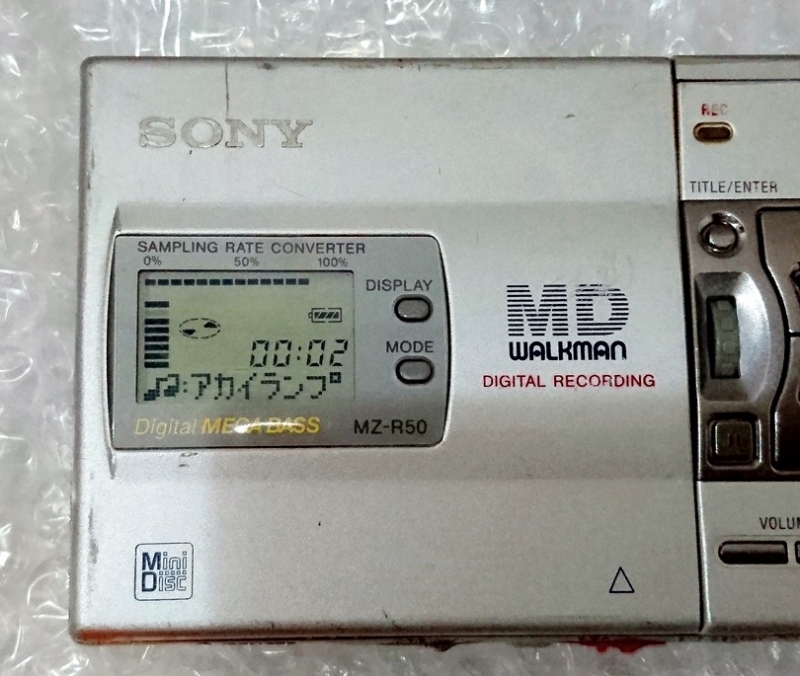 SONY
REC
TITLE/ENTER
SAMPLING RATE CONVERTER
0% 50% 100%
DISPLAY
00:02
MODE
アカイランプ
Digital MEGA BASS
MZ-R50
MD
WALKMAN
DIGITAL RECORDING
VOLUM
Mini
Disc